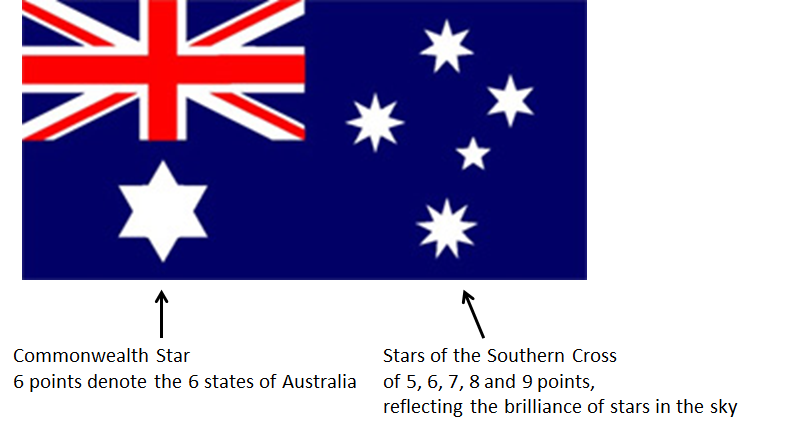 Commonwealth Star
6 points denote the 6 states of Australia
Stars of the Southern Cross
of 5, 6, 7, 8 and 9 points,
reflecting the brilliance of stars in the sky